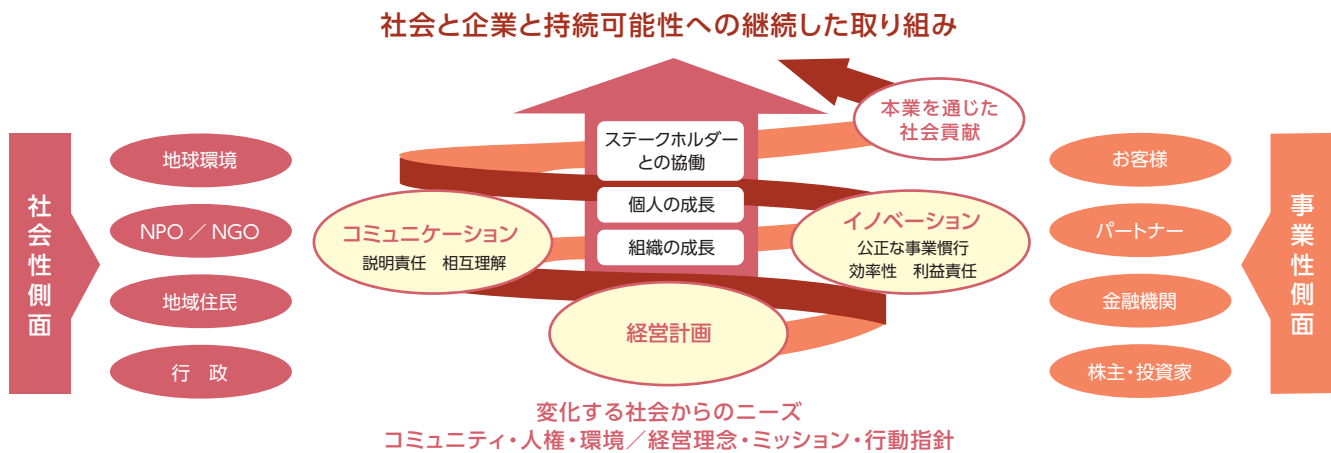 社会と企業と持続可能性への継続した取り組み
本業を通じた
社会貢献
ステークホルダー
との協働
個人の成長
組織の成長
社会性側面
地球環境
NPO ／ NGO
地域住民
行　政
コミュニケーション
説明責任　相互理解
イノベーション
公正な事業慣行
効率性　利益責任
経営計画
お客様
パートナー
金融機関
株主・投資家
事業性側面
変化する社会からのニーズ
コミュニティ・人権・環境／経営理念・ミッション・行動指針